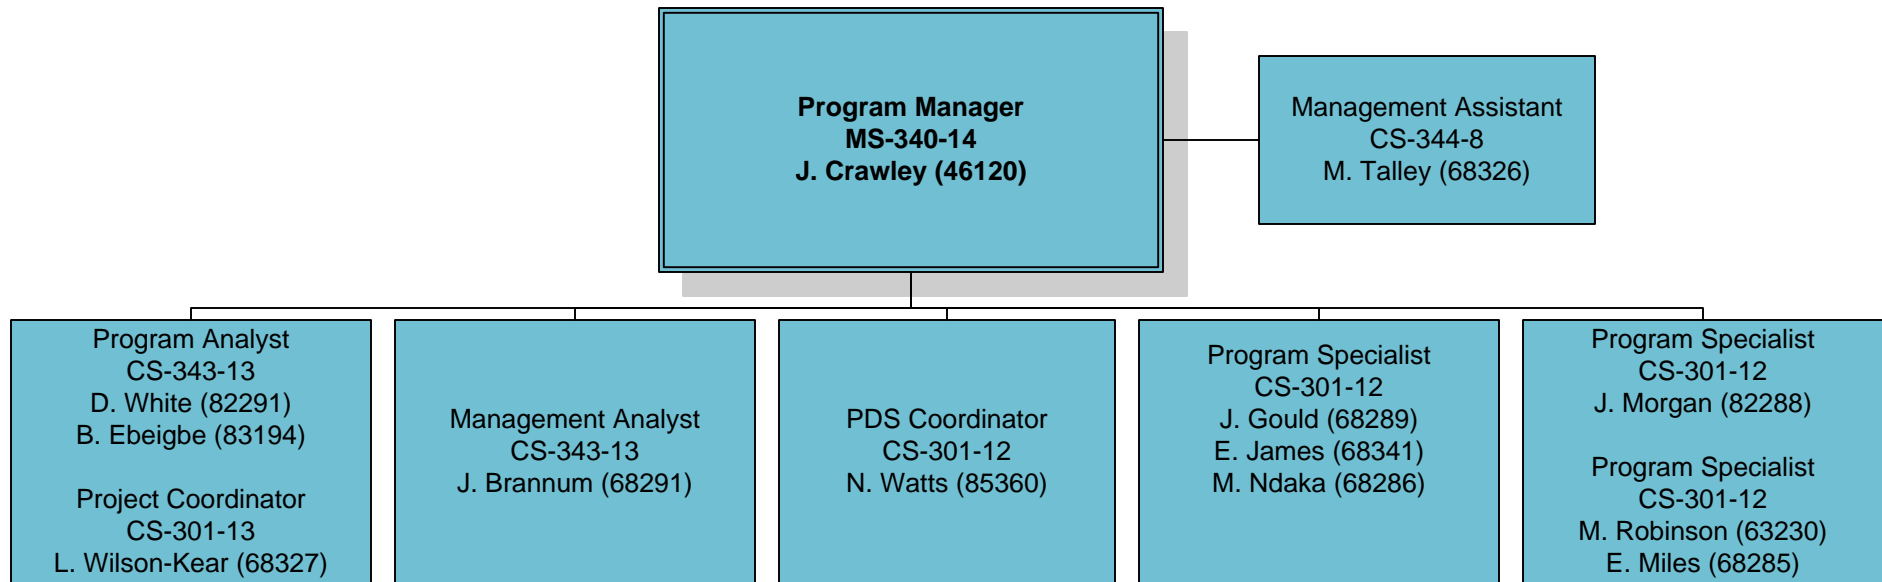 Program Manager
MS-340-14
J. Crawley (46120)
Management Assistant
CS-344-8
M. Talley (68326)
Program Analyst
CS-343-13
D. White (82291)
B. Ebeigbe (83194)
Project Coordinator
CS-301-13
L. Wilson-Kear (68327)
Management Analyst
CS-343-13
J. Brannum (68291)
PDS Coordinator
CS-301-12
N. Watts (85360)
Program Specialist
CS-301-12
J. Gould (68289)
E. James (68341)
M. Ndaka (68286)
Program Specialist
CS-301-12
J. Morgan (82288)
Program Specialist
CS-301-12
M. Robinson (63230)
E. Miles (68285)